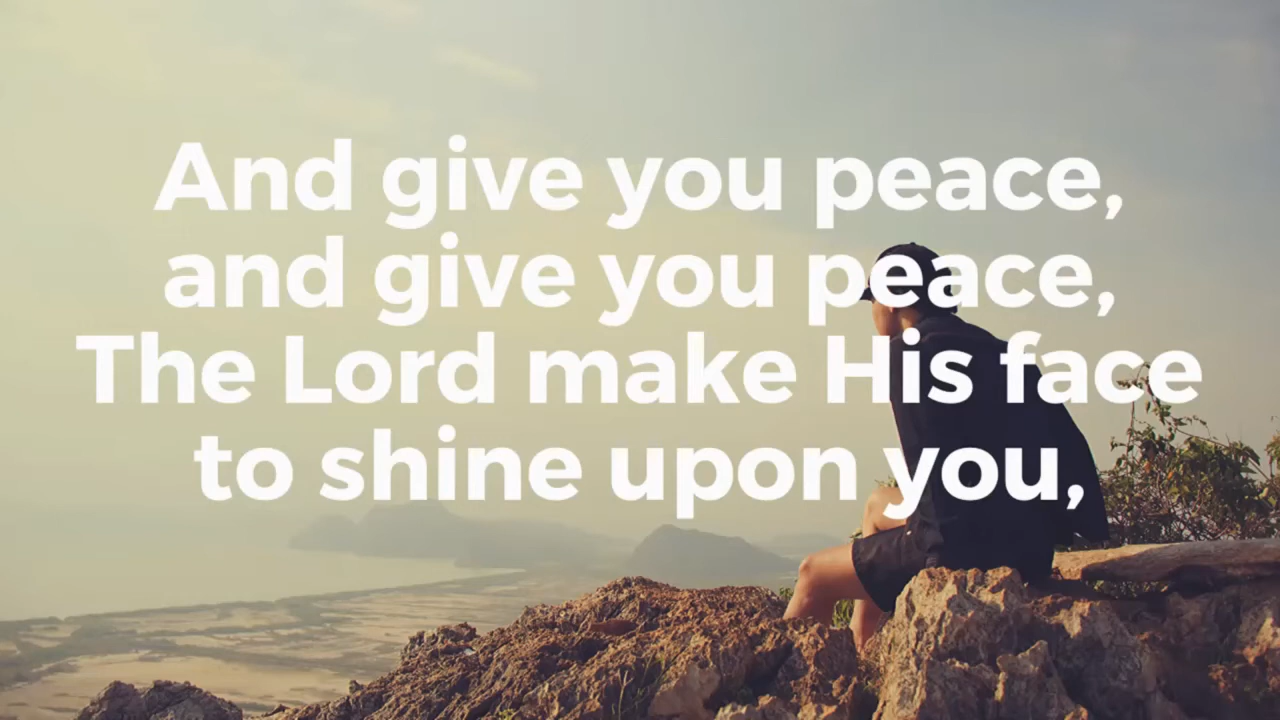 And give you peace,
and give you peace,
The Lord make His face
to shine upon you,